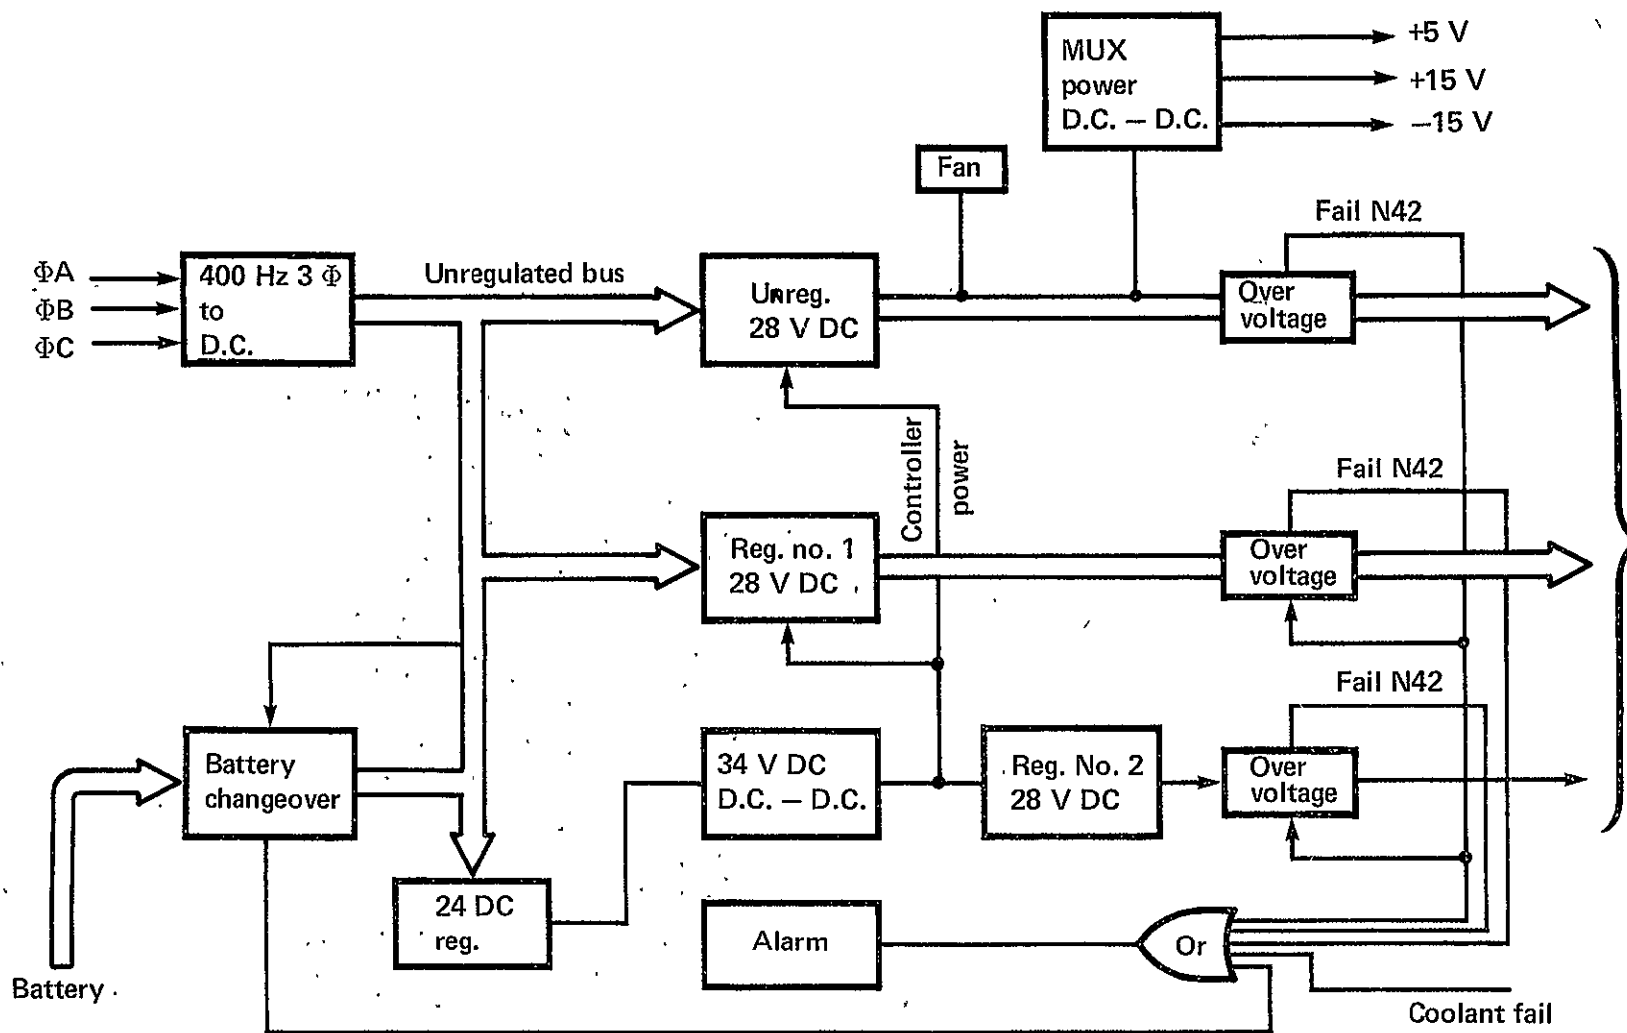 MUX
power
D.C. – D.C.
+5 V
+15 V
–15 V
Fan
Fail N42
ΦA
ΦB
ΦC
400 Hz 3 Φ
to
D.C.
Unregulated bus
Unreg.
28 V DC
Over
voltage
Controller
power
Fail N42
Reg. no. 1
28 V DC
Over
voltage
Fail N42
Battery
changeover
34 V DC
D.C. – D.C.
Reg. No. 2
28 V DC
Over
voltage
24 DC
reg.
Alarm
Or
Battery
Coolant fail